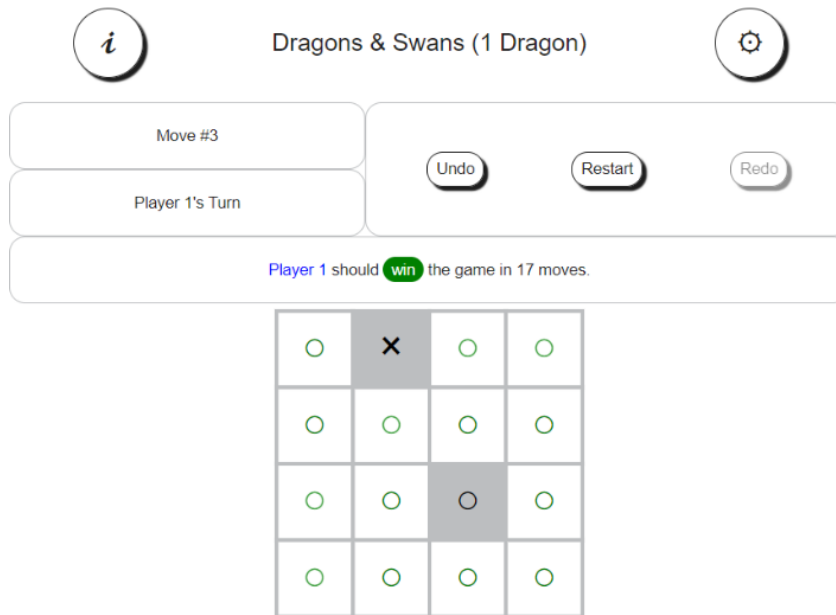 i
Dragons & Swans (1 Dragon)
Move #3
Player 1's Turn
Undo
Restart
Redo
Player 1 should win the game in 17 moves.
○ × ○ ○
○ ○ ○ ○
○ ○ ○ ○
○ ○ ○ ○